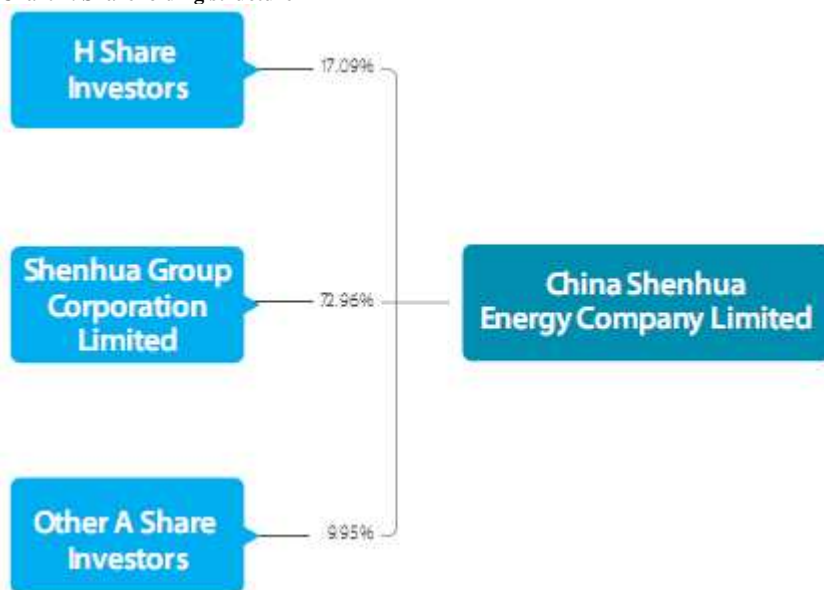 H Share
Investors
17.09%
Shenhua Group
Corporation
Limited
72.96%
China Shenhua
Energy Company Limited
Other A Share
Investors
9.95%